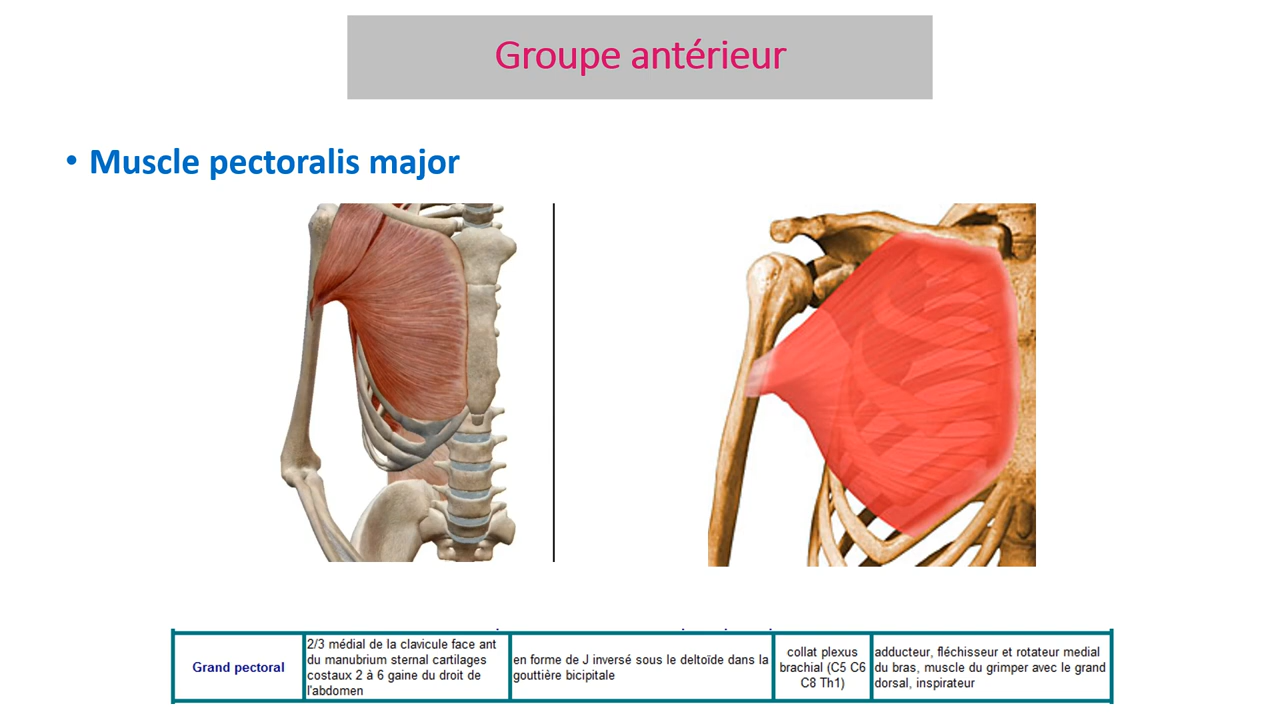 Groupe antérieur
• Muscle pectoralis major
Grand pectoral
2/3 médial de la clavicule face ant
du manubrium sternal cartilages
costaux 2 à 6 gaine du droit de
l'abdomen
en forme de J inversé sous le deltoïde dans la
gouttière bicipitale
collat plexus
brachial (C5 C6
C8 Th1)
adducteur, fléchisseur et rotateur medial
du bras, muscle du grimper avec le grand
dorsal, inspirateur